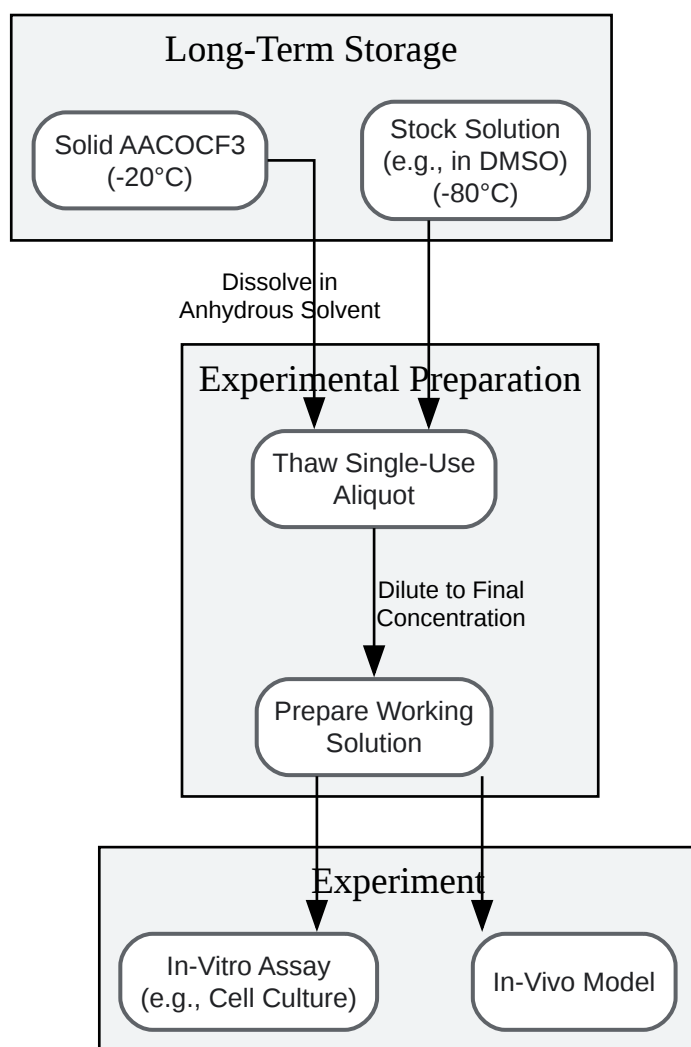 Long-Term Storage
Solid AACOCF3
(-20°C)
Stock Solution
(e.g., in DMSO)
(-80°C)
Dissolve in
Anhydrous Solvent
Experimental Preparation
Thaw Single-Use
Aliquot
Dilute to Final
Concentration
Prepare Working
Solution
Experiment
In-Vitro Assay
(e.g., Cell Culture)
In-Vivo Model